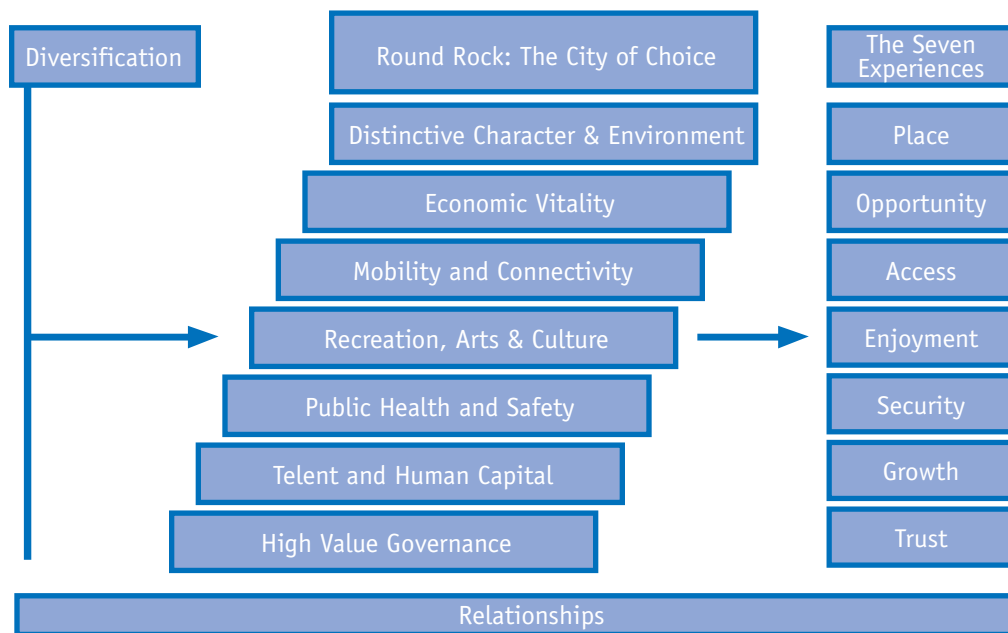 Diversification
Round Rock: The City of Choice
The Seven
Experiences
Distinctive Character & Environment
Place
Economic Vitality
Opportunity
Mobility and Connectivity
Access
Recreation, Arts & Culture
Enjoyment
Public Health and Safety
Security
Telent and Human Capital
Growth
High Value Governance
Trust
Relationships